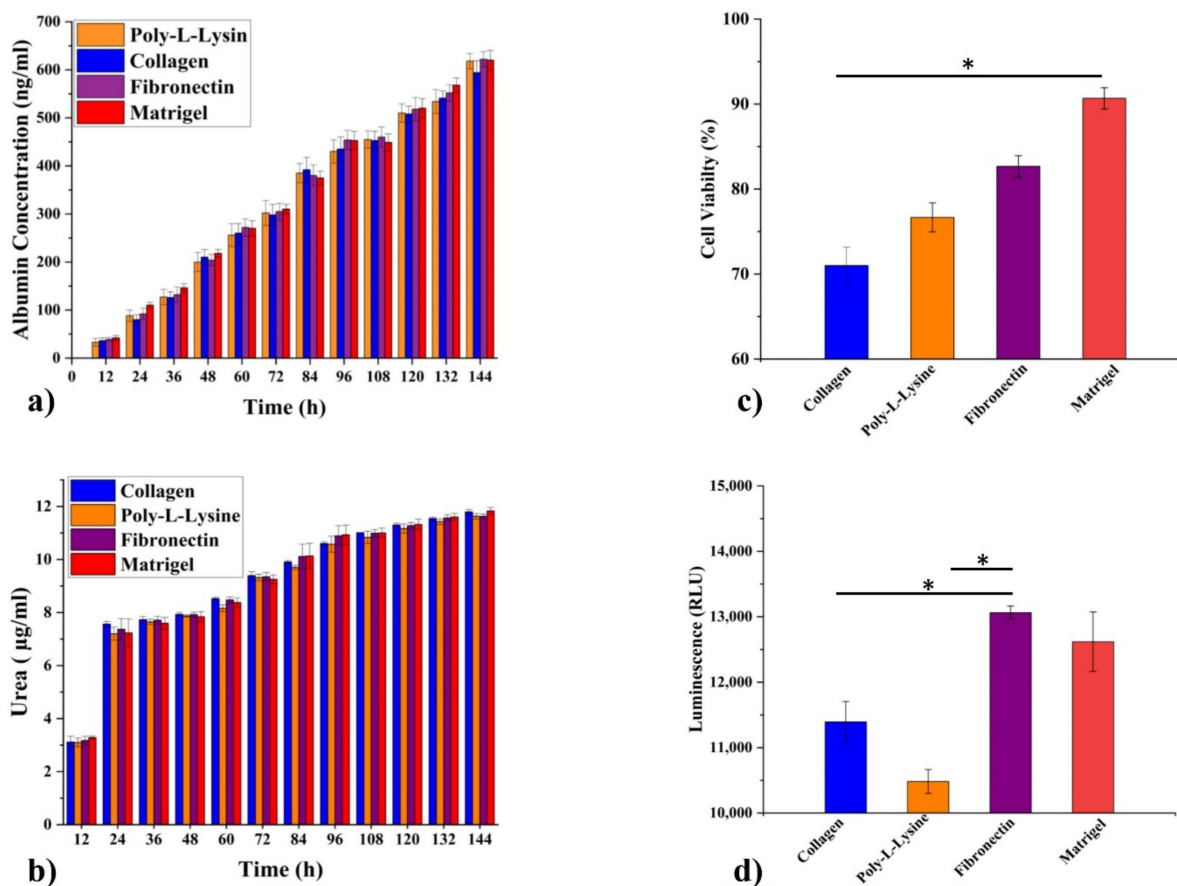 700
600
500
400
300
200
100
0
Albumin Concentration (ng/ml)
Poly-L-Lysin
Collagen
Fibronectin
Matrigel
0 12 24 36 48 60 72 84 96 108 120 132 144
Time (h)
a)
*
100
90
80
70
60
Cell Viabilty (%)
Collagen
Poly-L-Lysine
Fibronectin
Matrigel
c)
12
10
8
6
4
2
0
Urea ( µg/ml)
Collagen
Poly-L-Lysine
Fibronectin
Matrigel
12 24 36 48 60 72 84 96 108 120 132 144
Time (h)
b)
15,000
14,000
13,000
12,000
11,000
10,000
Luminescence (RLU)
*
*
Collagen
Poly-L-Lysine
Fibronectin
Matrigel
d)